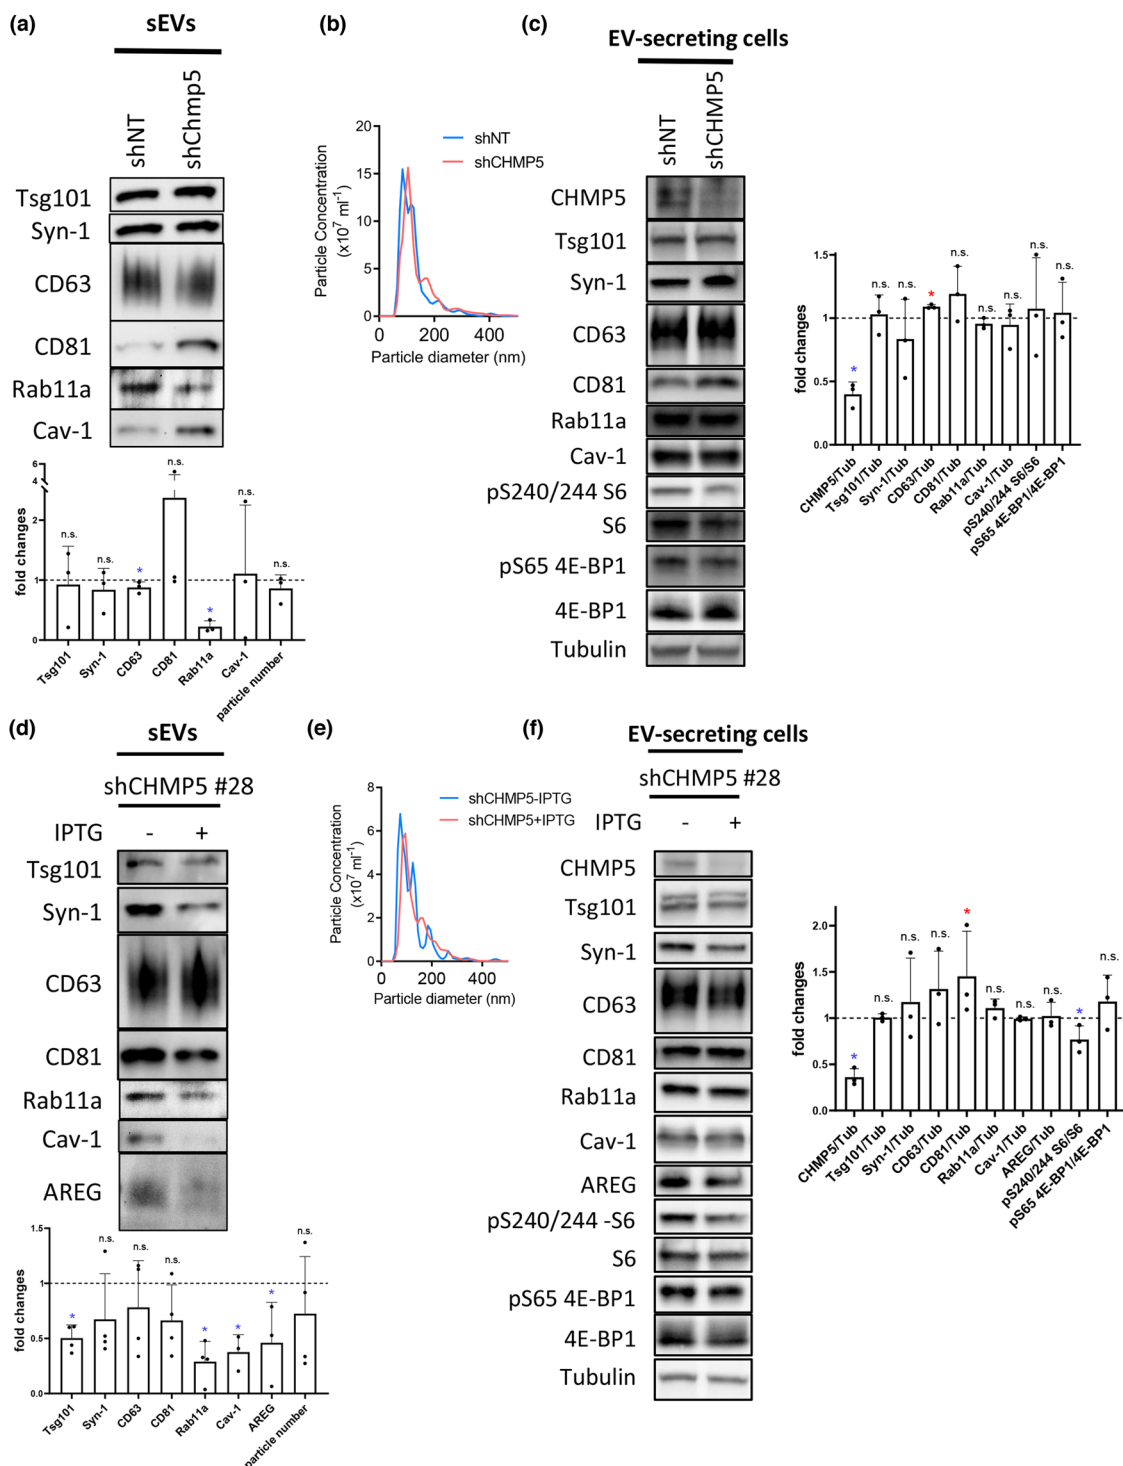 (a)
sEVs
shNT
shChmp5
Tsg101
Syn-1
CD63
CD81
Rab11a
Cav-1
fold changes
6
4
2
1
0
n.s.
n.s.
*
n.s.
*
n.s.
n.s.
Tsg101
Syn-1
CD63
CD81
Rab11a
Cav-1
particle number
(b)
shNT
shCHMP5
Particle Concentration
(x10⁷ ml⁻¹)
20
15
10
5
0
0
200
400
Particle diameter (nm)
(c)
EV-secreting cells
shNT
shCHMP5
CHMP5
Tsg101
Syn-1
CD63
CD81
Rab11a
Cav-1
pS240/244 S6
S6
pS65 4E-BP1
4E-BP1
Tubulin
fold changes
1.5
1.0
0.5
0.0
*
n.s.
n.s.
*
n.s.
n.s.
n.s.
n.s.
n.s.
CHMP5/Tub
Tsg101/Tub
Syn-1/Tub
CD63/Tub
CD81/Tub
Rab11a/Tub
Cav-1/Tub
pS240/244 S6/S6
pS65 4E-BP1/4E-BP1
(d)
sEVs
shCHMP5 #28
IPTG - +
Tsg101
Syn-1
CD63
CD81
Rab11a
Cav-1
AREG
fold changes
1.5
1
0.5
0.0
*
n.s.
n.s.
n.s.
*
*
*
n.s.
Tsg101
Syn-1
CD63
CD81
Rab11a
Cav-1
AREG
particle number
(e)
shCHMP5-IPTG
shCHMP5+IPTG
Particle Concentration
(x10⁷ ml⁻¹)
8
6
4
2
0
0
200
400
Particle diameter (nm)
(f)
EV-secreting cells
shCHMP5 #28
IPTG - +
CHMP5
Tsg101
Syn-1
CD63
CD81
Rab11a
Cav-1
AREG
pS240/244 -S6
S6
pS65 4E-BP1
4E-BP1
Tubulin
fold changes
2.0
1.5
1
0.5
0.0
*
n.s.
n.s.
n.s.
*
n.s.
n.s.
n.s.
*
n.s.
CHMP5/Tub
Tsg101/Tub
Syn-1/Tub
CD63/Tub
CD81/Tub
Rab11a/Tub
Cav-1/Tub
AREG/Tub
pS240/244 S6/S6
pS65 4E-BP1/4E-BP1